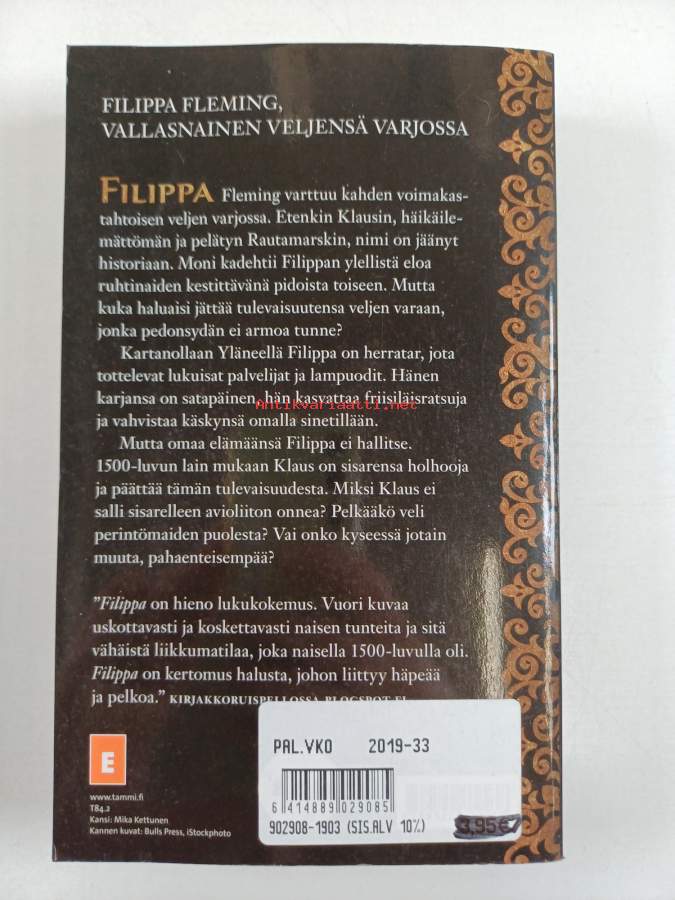 FILIPPA FLEMING,
VALLASNAINEN VELJENSÄ VARJOSSA
FILIPPA Fleming varttuu kahden voimakas-
tahtoisen veljen varjossa. Etenkin Klausin, häikäile-
mättömän ja pelätyn Rautamarskin, nimi on jäänyt
historiaan. Moni kadehtii Filippan ylellistä eloa
ruhtinaiden kestittävänä pidoista toiseen. Mutta
kuka haluaisi jättää tulevaisuutensa veljen varaan,
jonka pedonsydän ei armoa tunne?
Kartanollaan Yläneellä Filippa on herratar, jota
tottelevat lukuisat palvelijat ja lampuodit. Hänen
karjansa on satapäinen, hän kasvattaa friisiläisratsuja
Antikvariaatti.net
ja vahvistaa käskynsä omalla sinetillään.
Mutta omaa elämäänsä Filippa ei hallitse.
1500-luvun lain mukaan Klaus on sisarensa holhooja
ja päättää tämän tulevaisuudesta. Miksi Klaus ei
salli sisarelleen avioliiton onnea? Pelkääkö veli
perintömaiden puolesta? Vai onko kyseessä jotain
muuta, pahaenteisempää?
"Filippa on hieno lukukokemus. Vuori kuvaa
uskottavasti ja koskettavasti naisen tunteita ja sitä
vähäistä liikkumatilaa, joka naisella 1500-luvulla oli.
Filippa on kertomus halusta, johon liittyy häpeää
ja pelkoa." KIRJAKKORUISPELLOSSA.BLOGSPOT.FI
E
www.tammi.fi
T84.2
Kansi: Mika Kettunen
Kannen kuvat: Bulls Press, iStockphoto
PAL.VKO 2019-33
6 414889 029085
902908-1903 (SIS.ALV 10%) 3,95€